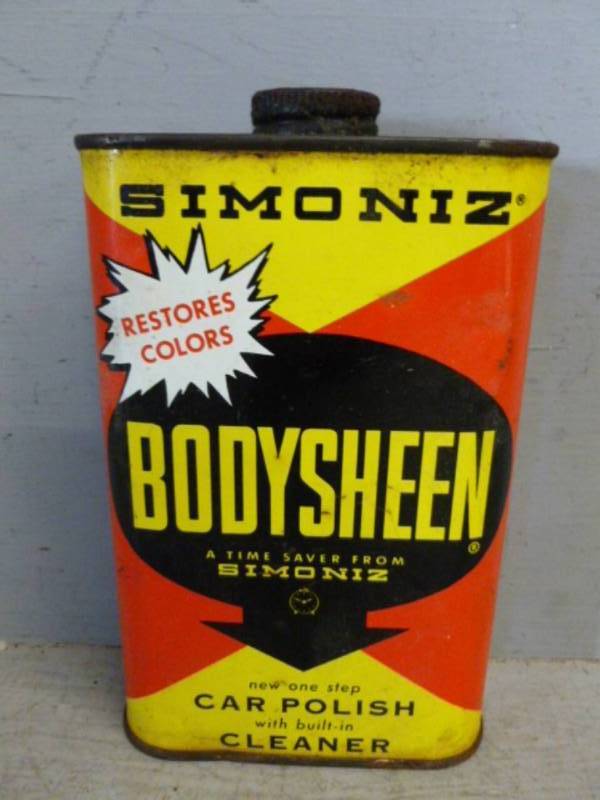 SIMONIZ®
RESTORES
COLORS
BODYSHEEN®
A TIME SAVER FROM
SIMONIZ
new one step
CAR POLISH
with built-in
CLEANER